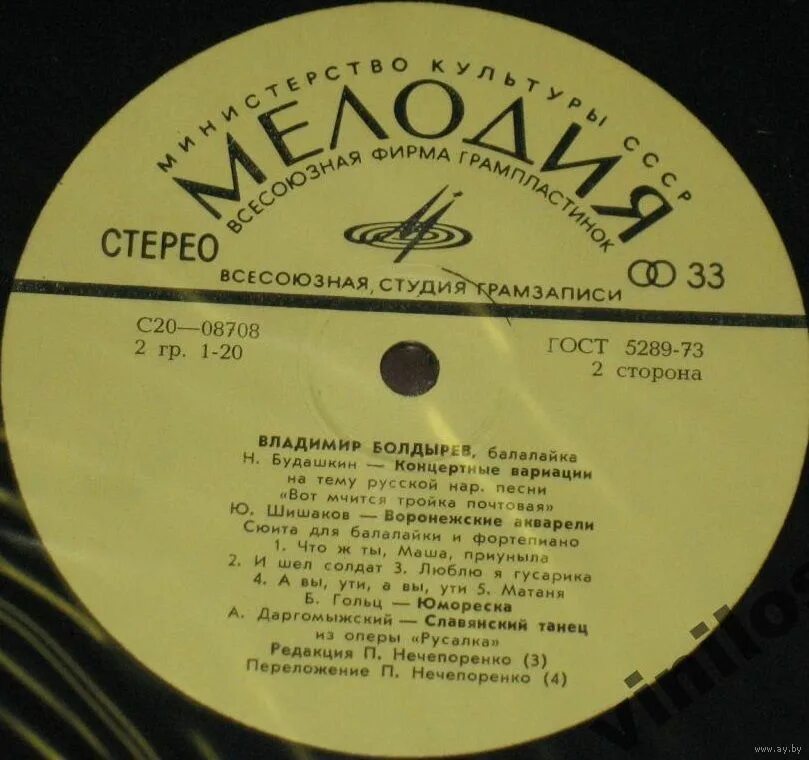 МИНИСТЕРСТВО КУЛЬТУРЫ СССР
МЕЛОДИЯ
ВСЕСОЮЗНАЯ ФИРМА ГРАМПЛАСТИНОК
СТЕРЕО
33
ВСЕСОЮЗНАЯ СТУДИЯ ГРАМЗАПИСИ
С20—08708
ГОСТ 5289-73
2 гр. 1-20
2 сторона
ВЛАДИМИР БОЛДЫРЕВ, балалайка
Н. Будашкин — Концертные вариации
на тему русской нар. песни
«Вот мчится тройка почтовая»
Ю. Шишаков — Воронежские акварели
Сюита для балалайки и фортепиано
1. Что ж ты, Маша, приуныла
2. И шел солдат 3. Люблю я гусарика
4. А вы, ути, а вы, ути 5. Матаня
Б. Гольц — Юмореска
А. Даргомыжский — Славянский танец
из оперы «Русалка»
Редакция П. Нечепоренко (3)
Переложение П. Нечепоренко (4)
www.ay.by